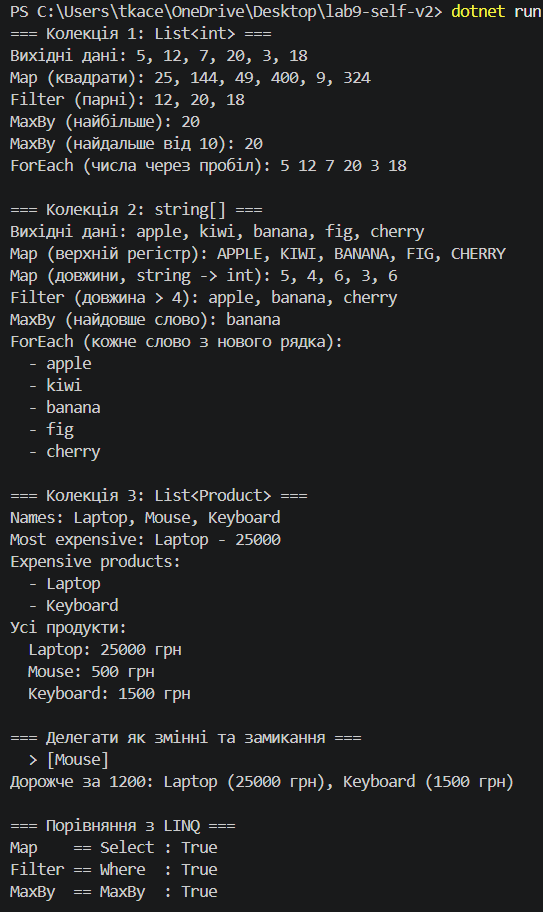 PS C:\Users\tkace\OneDrive\Desktop\lab9-self-v2> dotnet run
=== Колекція 1: List<int> ===
Вихідні дані: 5, 12, 7, 20, 3, 18
Map (квадрати): 25, 144, 49, 400, 9, 324
Filter (парні): 12, 20, 18
MaxBy (найбільше): 20
MaxBy (найдальше від 10): 20
ForEach (числа через пробіл): 5 12 7 20 3 18

=== Колекція 2: string[] ===
Вихідні дані: apple, kiwi, banana, fig, cherry
Map (верхній регістр): APPLE, KIWI, BANANA, FIG, CHERRY
Map (довжини, string -> int): 5, 4, 6, 3, 6
Filter (довжина > 4): apple, banana, cherry
MaxBy (найдовше слово): banana
ForEach (кожне слово з нового рядка):
  - apple
  - kiwi
  - banana
  - fig
  - cherry

=== Колекція 3: List<Product> ===
Names: Laptop, Mouse, Keyboard
Most expensive: Laptop - 25000
Expensive products:
  - Laptop
  - Keyboard
Усі продукти:
  Laptop: 25000 грн
  Mouse: 500 грн
  Keyboard: 1500 грн

=== Делегати як змінні та замикання ===
  > [Mouse]
Дорожче за 1200: Laptop (25000 грн), Keyboard (1500 грн)

=== Порівняння з LINQ ===
Map    == Select : True
Filter == Where  : True
MaxBy  == MaxBy  : True